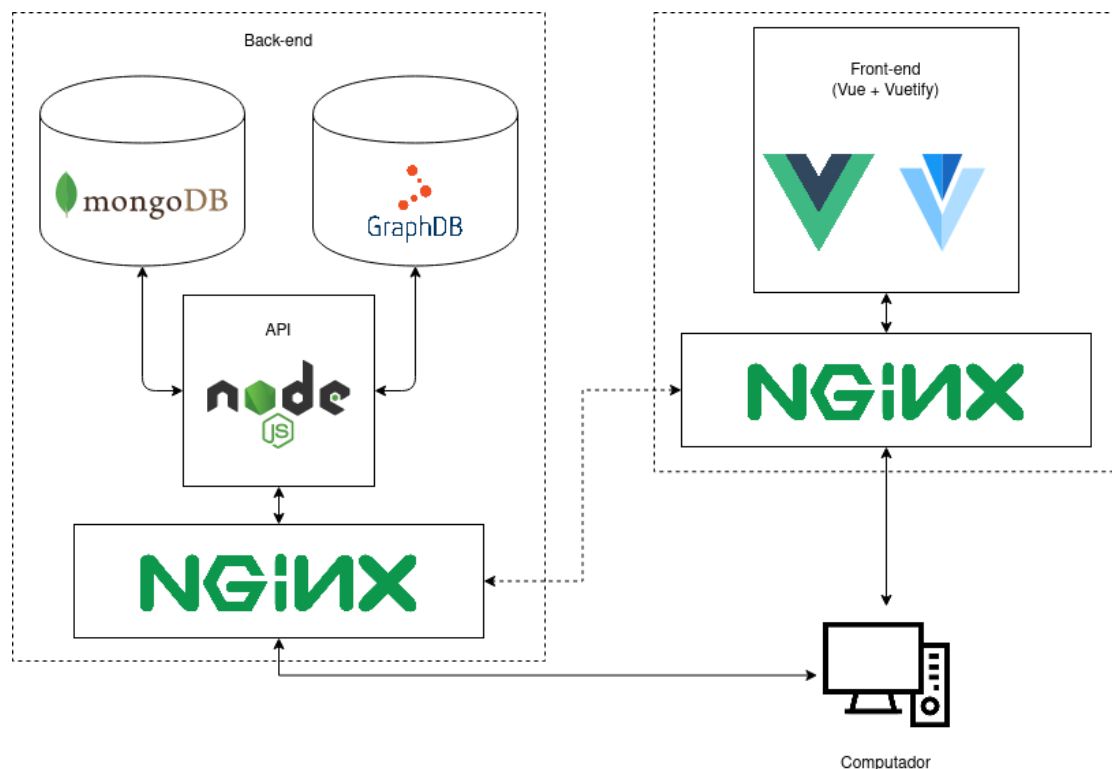 Back-end
mongoDB
GraphDB
API
node
JS
NGINX
Front-end
(Vue + Vuetify)
NGINX
Computador